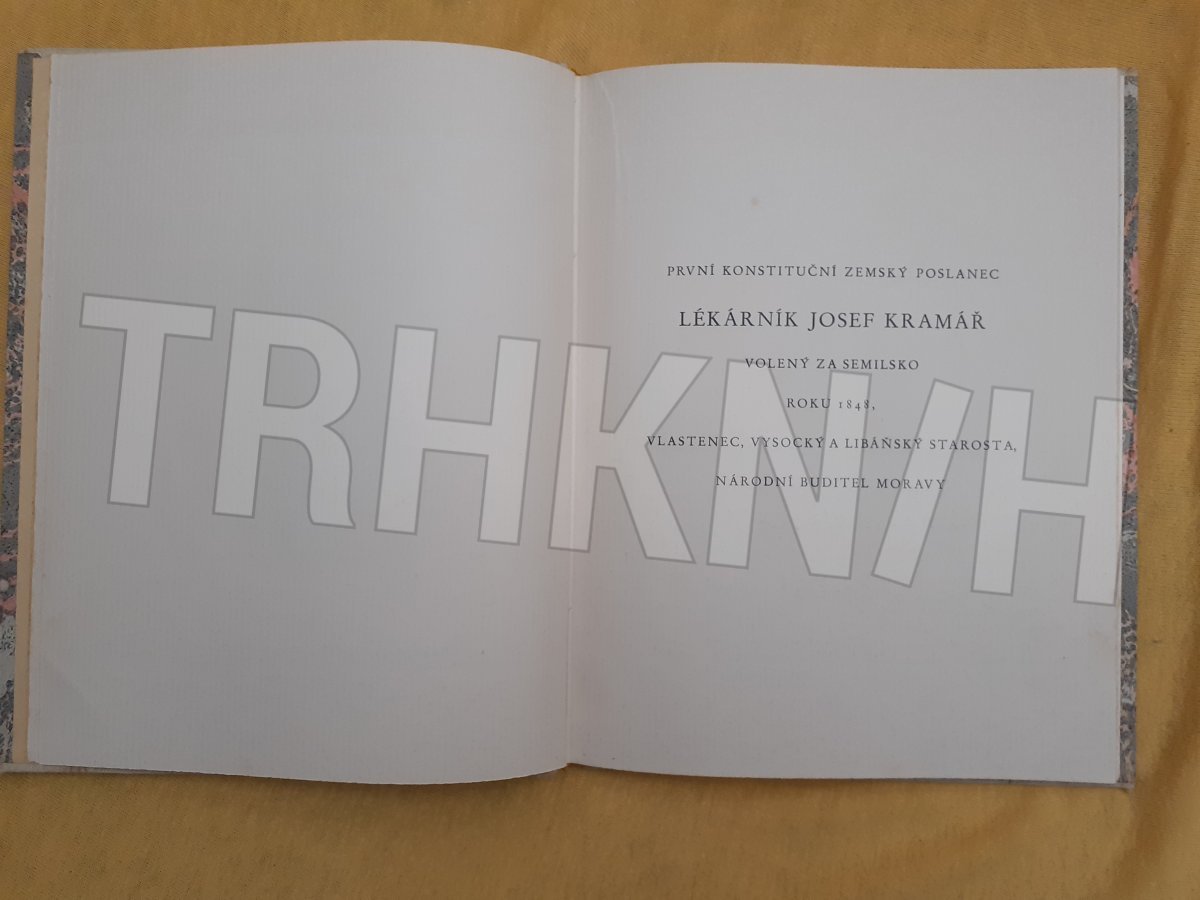 PRVNÍ KONSTITUČNÍ ZEMSKÝ POSLANEC
LÉKÁRNÍK JOSEF KRAMÁŘ
VOLENÝ ZA SEMILSKO
ROKU 1848,
VLASTENEC, VYSOCKÝ A LIBÁŇSKÝ STAROSTA,
NÁRODNÍ BUDITEL MORAVY
TRHKN/H